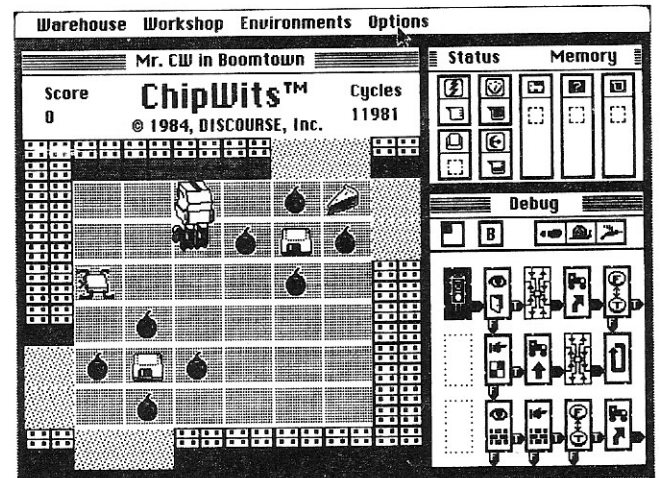 Warehouse Workshop Environments Options
Mr. CW in Boomtown
Score
0
ChipWits™
© 1984, DISCOURSE, Inc.
Cycles
11981
Status Memory
Debug
B